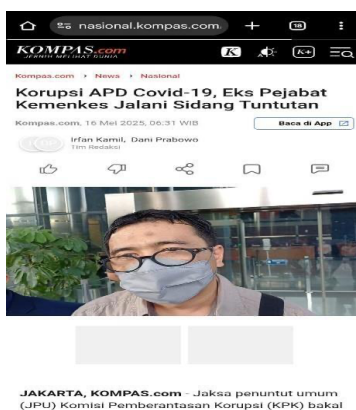 nasional.kompas.com
18
KOMPAS.com
JERNIH MELIHAT DUNIA
K
K+
Kompas.com › News › Nasional
Korupsi APD Covid-19, Eks Pejabat
Kemenkes Jalani Sidang Tuntutan
Kompas.com, 16 Mei 2025, 06:31 WIB
Baca di App
Irfan Kamil, Dani Prabowo
Tim Redaksi
JAKARTA, KOMPAS.com - Jaksa penuntut umum
(JPU) Komisi Pemberantasan Korupsi (KPK) bakal